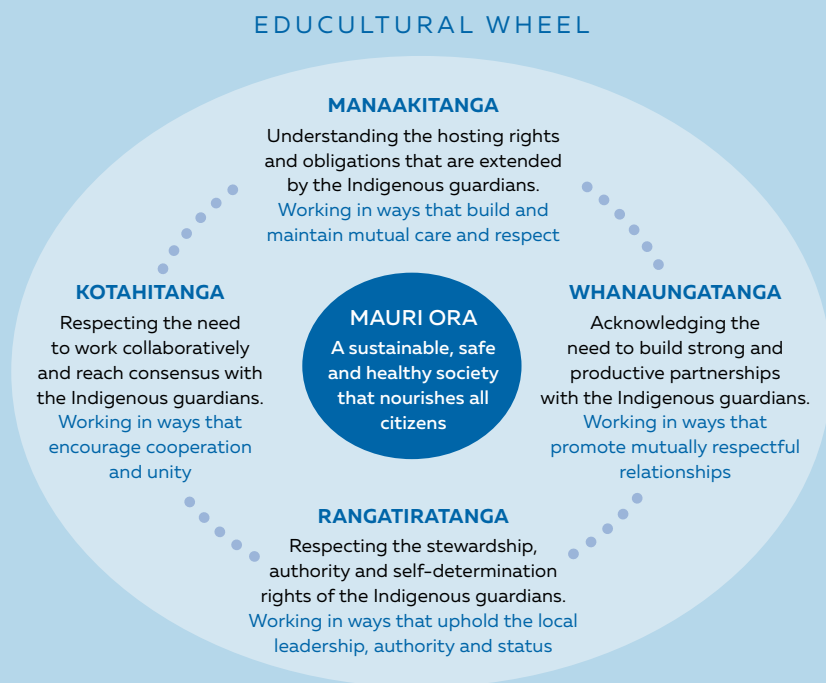 EDUCULTURAL WHEEL
MANAAKITANGA
Understanding the hosting rights
and obligations that are extended
by the Indigenous guardians.
Working in ways that build and
maintain mutual care and respect
KOTAHITANGA
Respecting the need
to work collaboratively
and reach consensus with
the Indigenous guardians.
Working in ways that
encourage cooperation
and unity
MAURI ORA
A sustainable, safe
and healthy society
that nourishes all
citizens
WHANAUNGATANGA
Acknowledging the
need to build strong and
productive partnerships
with the Indigenous guardians.
Working in ways that
promote mutually respectful
relationships
RANGATIRATANGA
Respecting the stewardship,
authority and self-determination
rights of the Indigenous guardians.
Working in ways that uphold the local
leadership, authority and status